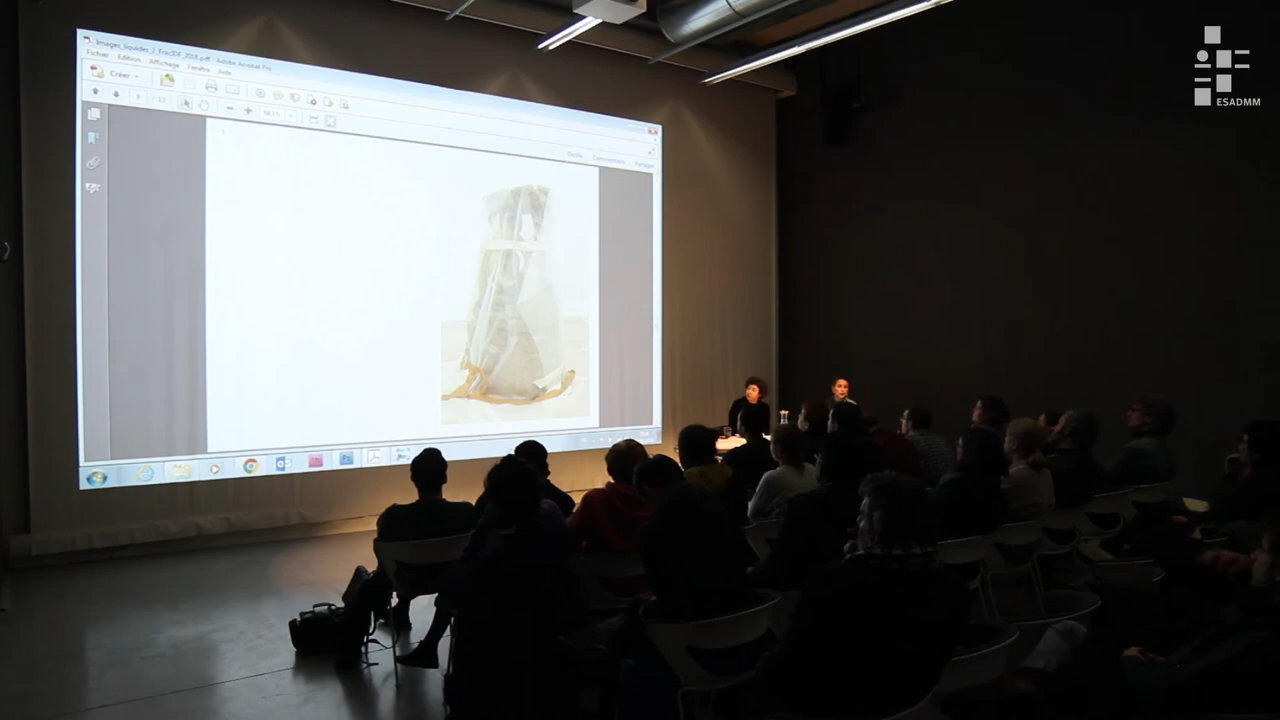 Images_liquides_2_FracIDF_2018.pdf - Adobe Acrobat Pro
Fichier Edition Affichage Fenêtre Aide
Créer
Outils Commentaire Partager
ESADMM